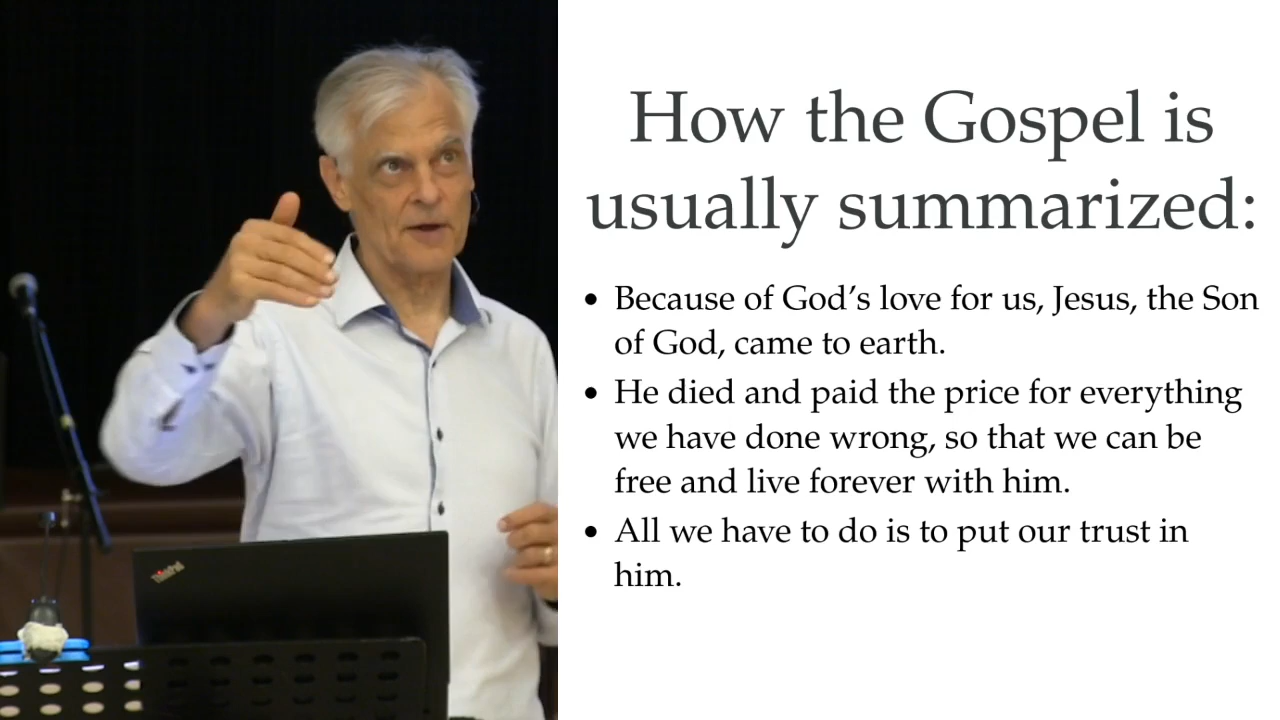 How the Gospel is
usually summarized:
• Because of God’s love for us, Jesus, the Son
of God, came to earth.
• He died and paid the price for everything
we have done wrong, so that we can be
free and live forever with him.
• All we have to do is to put our trust in
him.
ThinkPad